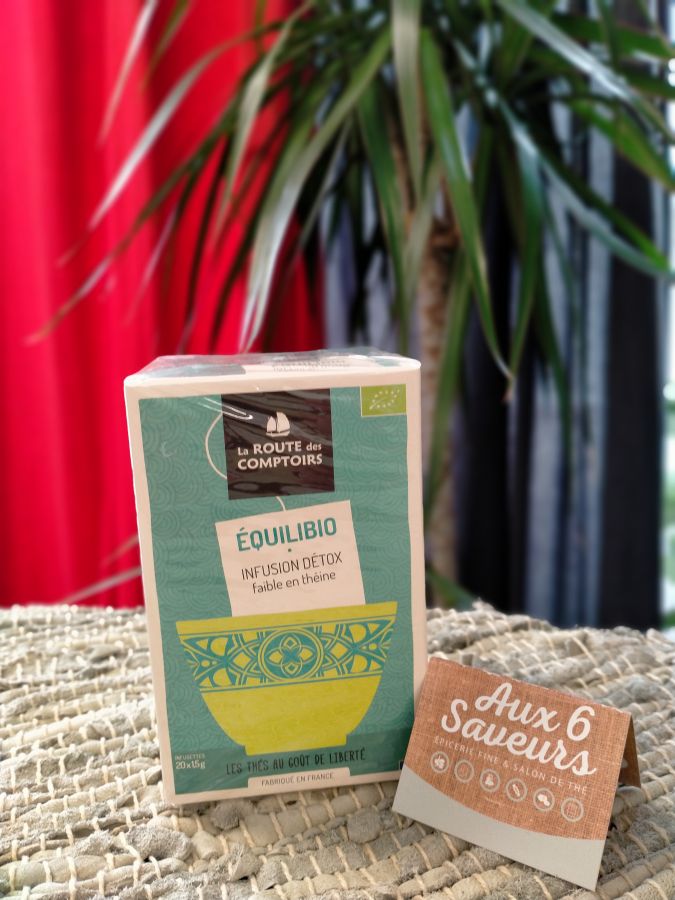 La ROUTE des
COMPTOIRS
ÉQUILIBIO
INFUSION DÉTOX
faible en théine
INFUSETTES
20x1,5g
LES THÉS AU GOÛT DE LIBERTÉ
FABRIQUÉ EN FRANCE
Aux 6
Saveurs
ÉPICERIE FINE & SALON DE THÉ